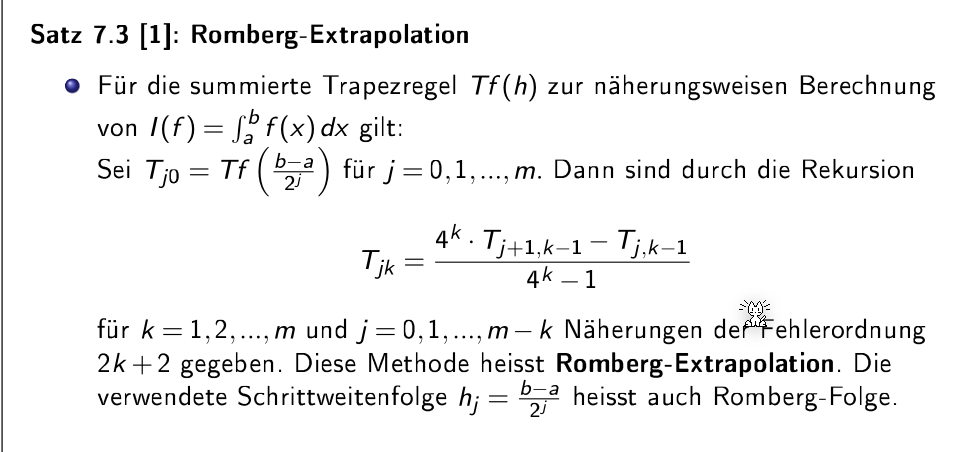 Satz 7.3 [1]: Romberg-Extrapolation
Für die summierte Trapezregel Tf(h) zur näherungsweisen Berechnung
von I(f) = ∫_a^b f(x) dx gilt:
Sei T_{j0} = Tf((b−a)/2^j) für j = 0,1,...,m. Dann sind durch die Rekursion
T_{jk} = (4^k · T_{j+1,k−1} − T_{j,k−1})/(4^k − 1)
für k = 1,2,...,m und j = 0,1,...,m − k Näherungen der Fehlerordnung
2k + 2 gegeben. Diese Methode heisst Romberg-Extrapolation. Die
verwendete Schrittweitenfolge h_j = (b−a)/2^j heisst auch Romberg-Folge.